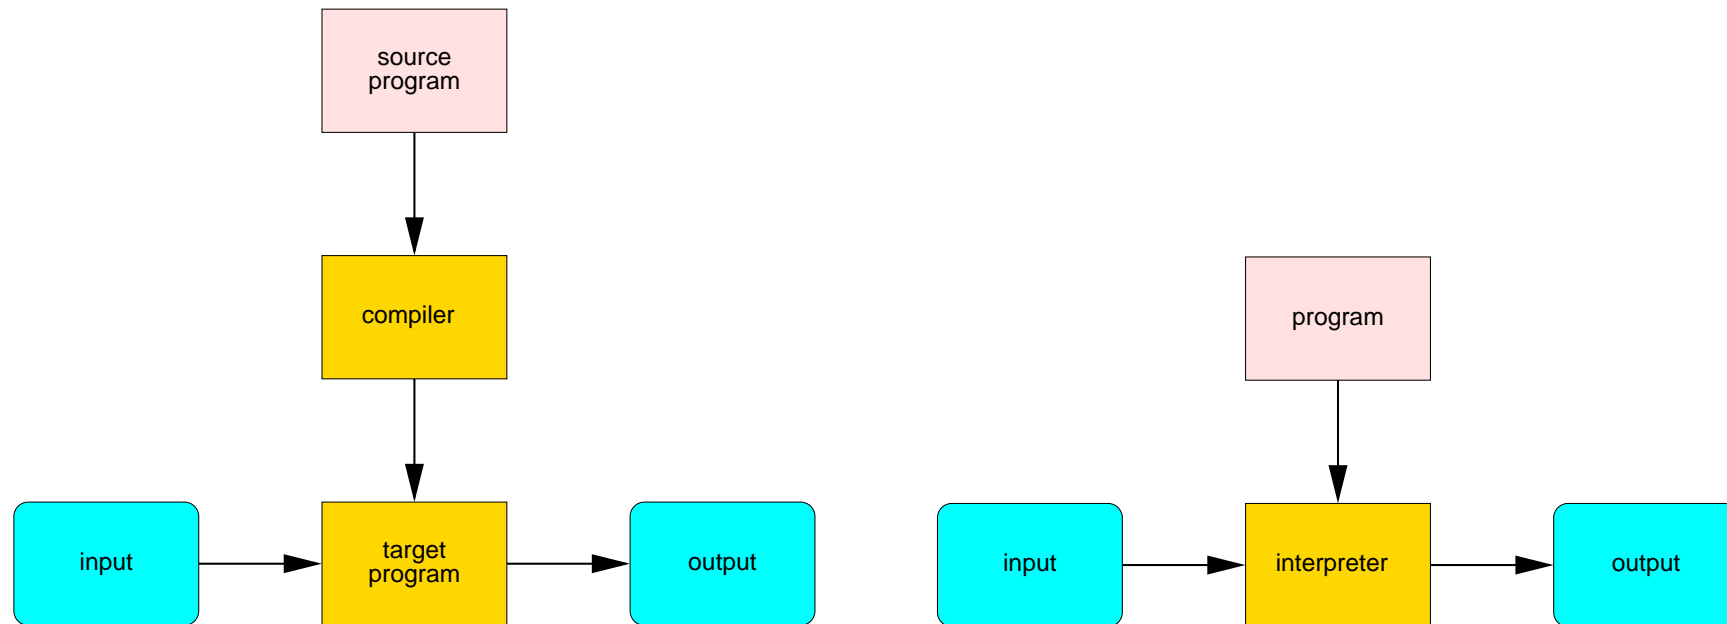 source
program
compiler
input
target
program
output
program
input
interpreter
output